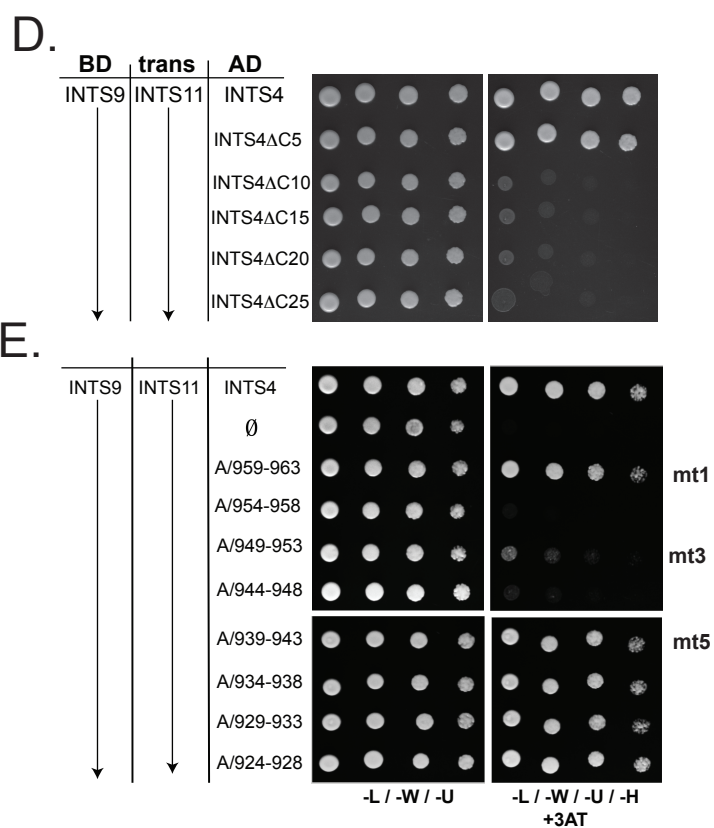 D.
BD trans AD
INTS9 INTS11 INTS4
INTS4ΔC5
INTS4ΔC10
INTS4ΔC15
INTS4ΔC20
INTS4ΔC25
E.
INTS9 INTS11 INTS4
Ø
A/959-963 mt1
A/954-958
A/949-953 mt3
A/944-948
A/939-943 mt5
A/934-938
A/929-933
A/924-928
-L / -W / -U -L / -W / -U / -H
+3AT